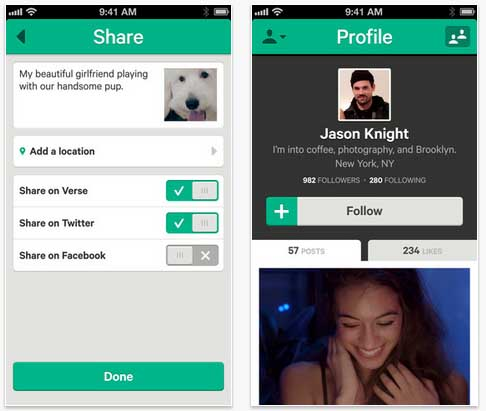 9:41 AM
Share
My beautiful girlfriend playing
with our handsome pup.
Add a location
Share on Verse
Share on Twitter
Share on Facebook
Done
9:41 AM
Profile
Jason Knight
I'm into coffee, photography, and Brooklyn.
New York, NY
982 FOLLOWERS • 280 FOLLOWING
Follow
57 POSTS
234 LIKES